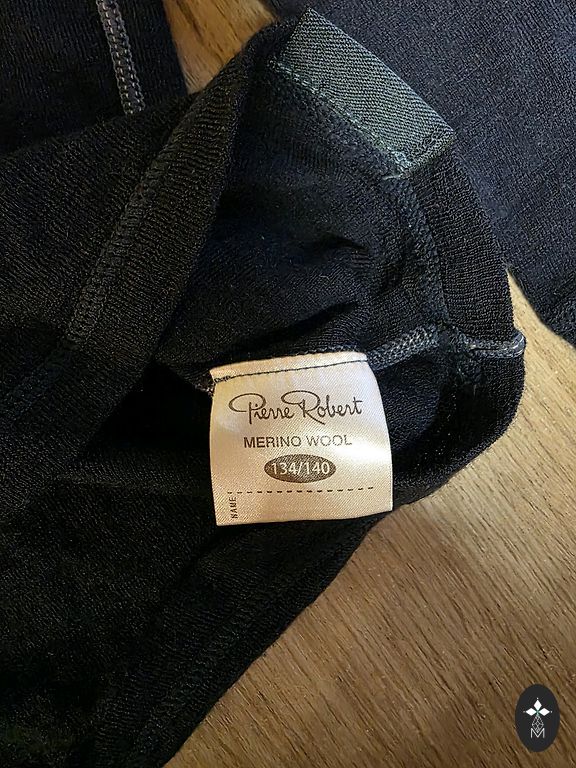 Pierre Robert
MERINO WOOL
134/140
NAME:
M